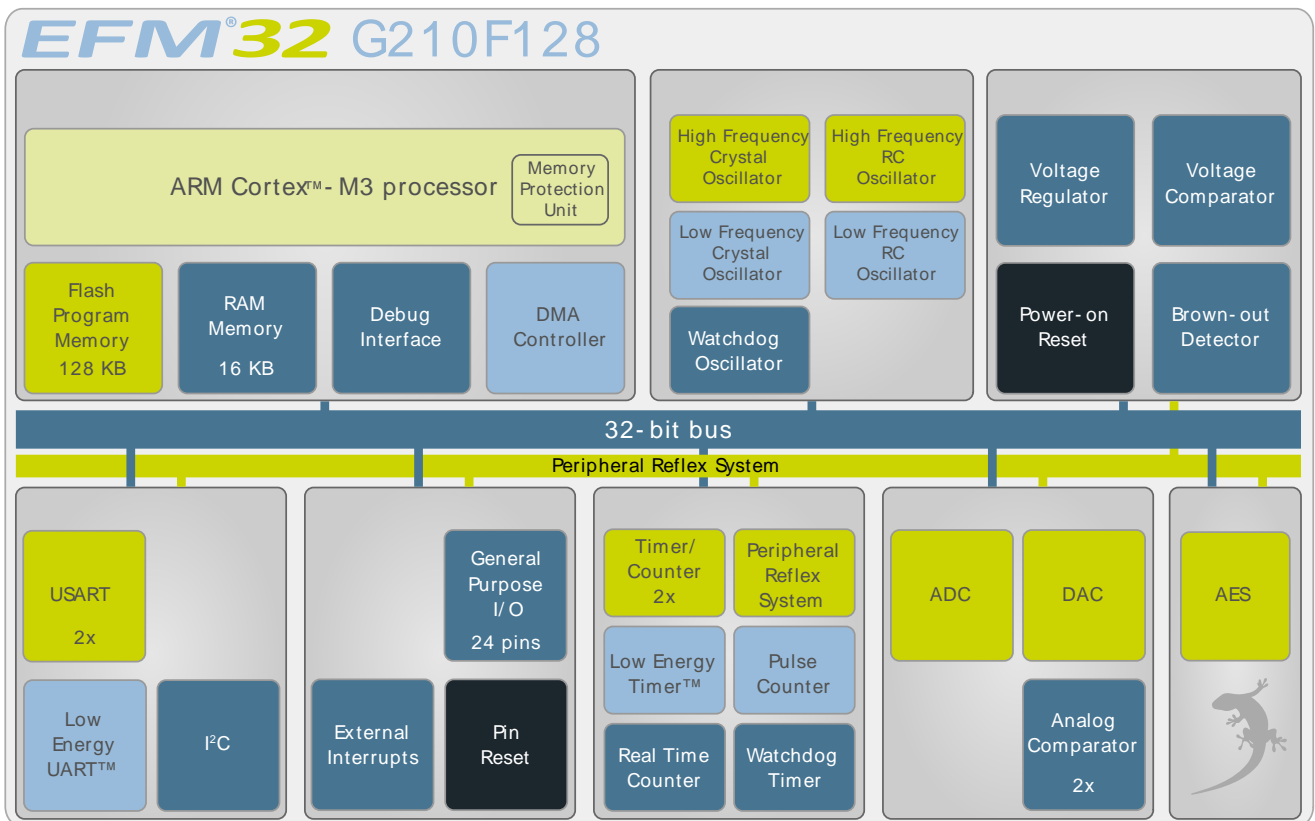 EFM®32 G210F128
ARM Cortex™- M3 processor
Memory
Protection
Unit
Flash
Program
Memory
128 KB
RAM
Memory
16 KB
Debug
Interface
DMA
Controller
High Frequency
Crystal
Oscillator
High Frequency
RC
Oscillator
Low Frequency
Crystal
Oscillator
Low Frequency
RC
Oscillator
Watchdog
Oscillator
Voltage
Regulator
Voltage
Comparator
Power- on
Reset
Brown- out
Detector
32- bit bus
Peripheral Reflex System
USART
2x
Low
Energy
UART™
I²C
General
Purpose
I/ O
24 pins
External
Interrupts
Pin
Reset
Timer/
Counter
2x
Peripheral
Reflex
System
Low Energy
Timer™
Pulse
Counter
Real Time
Counter
Watchdog
Timer
ADC
DAC
Analog
Comparator
2x
AES